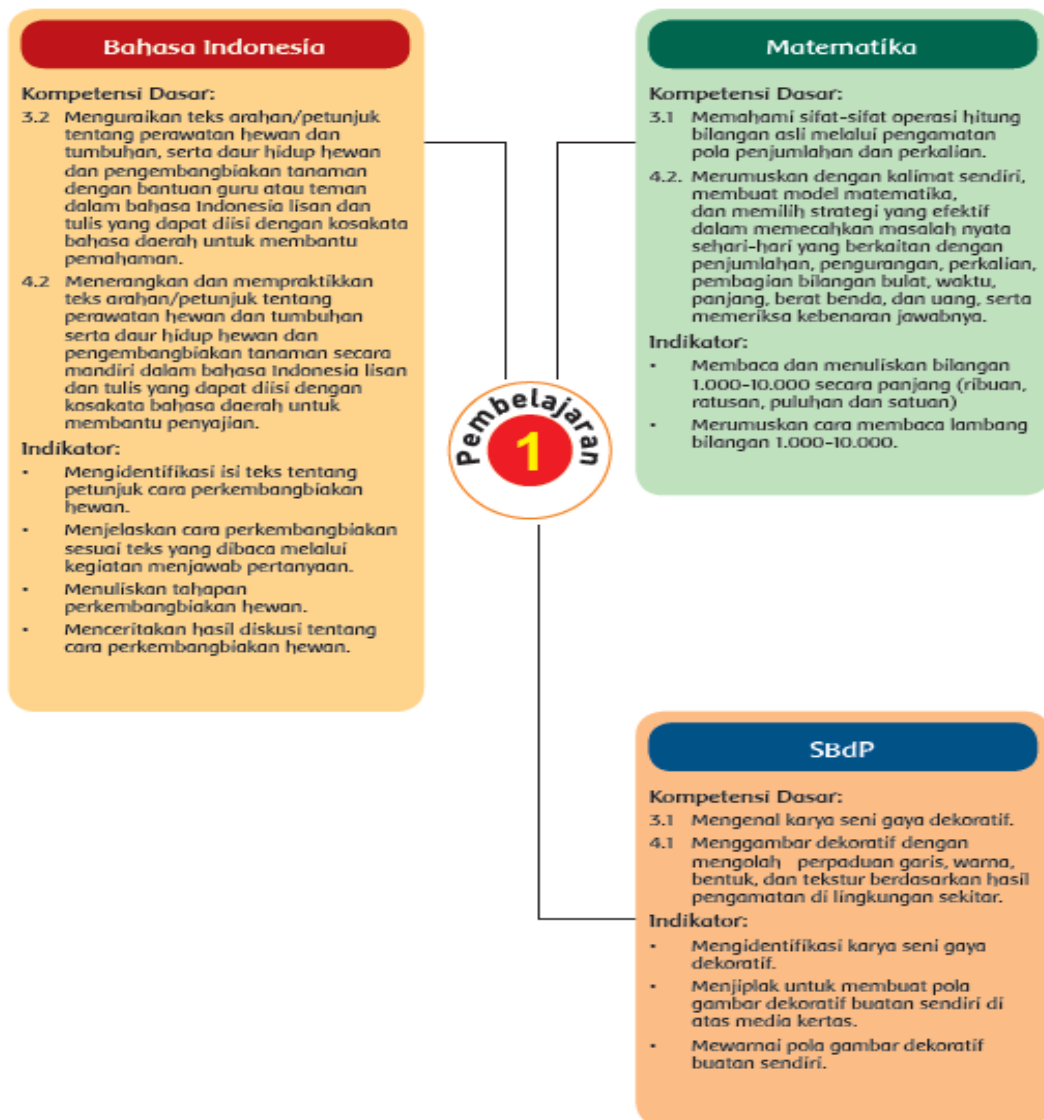 Bahasa Indonesia
Kompetensi Dasar:
3.2 Menguraikan teks arahan/petunjuk
tentang perawatan hewan dan
tumbuhan, serta daur hidup hewan
dan pengembangbiakan tanaman
dengan bantuan guru atau teman
dalam bahasa Indonesia lisan dan
tulis yang dapat diisi dengan kosakata
bahasa daerah untuk membantu
pemahaman.
4.2 Menerangkan dan mempraktikkan
teks arahan/petunjuk tentang
perawatan hewan dan tumbuhan
serta daur hidup hewan dan
pengembangbiakan tanaman secara
mandiri dalam bahasa Indonesia lisan
dan tulis yang dapat diisi dengan
kosakata bahasa daerah untuk
membantu penyajian.
Indikator:
• Mengidentifikasi isi teks tentang
petunjuk cara perkembangbiakan
hewan.
• Menjelaskan cara perkembangbiakan
sesuai teks yang dibaca melalui
kegiatan menjawab pertanyaan.
• Menuliskan tahapan
perkembangbiakan hewan.
• Menceritakan hasil diskusi tentang
cara perkembangbiakan hewan.
Pembelajaran
1
Matematika
Kompetensi Dasar:
3.1 Memahami sifat-sifat operasi hitung
bilangan asli melalui pengamatan
pola penjumlahan dan perkalian.
4.2. Merumuskan dengan kalimat sendiri,
membuat model matematika,
dan memilih strategi yang efektif
dalam memecahkan masalah nyata
sehari-hari yang berkaitan dengan
penjumlahan, pengurangan, perkalian,
pembagian bilangan bulat, waktu,
panjang, berat benda, dan uang, serta
memeriksa kebenaran jawabnya.
Indikator:
• Membaca dan menuliskan bilangan
1.000-10.000 secara panjang (ribuan,
ratusan, puluhan dan satuan)
• Merumuskan cara membaca lambang
bilangan 1.000-10.000.
SBdP
Kompetensi Dasar:
3.1 Mengenal karya seni gaya dekoratif.
4.1 Menggambar dekoratif dengan
mengolah perpaduan garis, warna,
bentuk, dan tekstur berdasarkan hasil
pengamatan di lingkungan sekitar.
Indikator:
• Mengidentifikasi karya seni gaya
dekoratif.
• Menjiplak untuk membuat pola
gambar dekoratif buatan sendiri di
atas media kertas.
• Mewarnai pola gambar dekoratif
buatan sendiri.